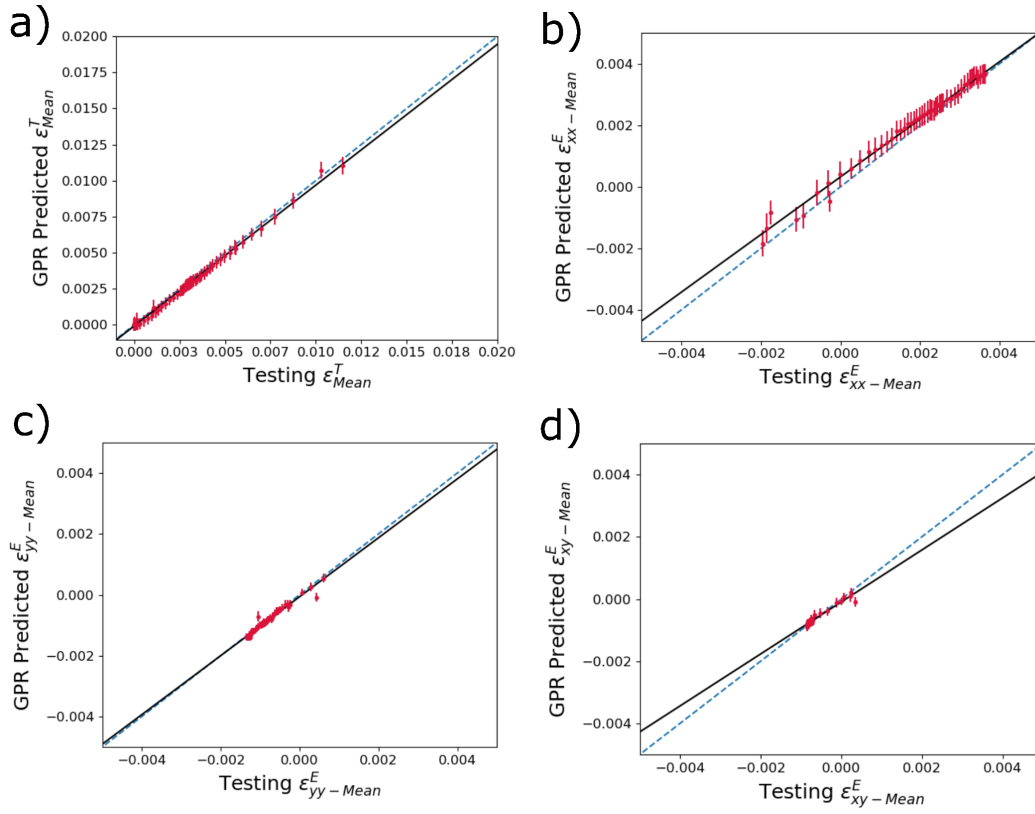 a)
GPR Predicted ε^T_Mean
0.0200
0.0175
0.0150
0.0125
0.0100
0.0075
0.0050
0.0025
0.0000
0.000 0.003 0.005 0.007 0.010 0.012 0.015 0.018 0.020
Testing ε^T_Mean
b)
GPR Predicted ε^E_xx−Mean
0.004
0.002
0.000
−0.002
−0.004
−0.004 −0.002 0.000 0.002 0.004
Testing ε^E_xx−Mean
c)
GPR Predicted ε^E_yy−Mean
0.004
0.002
0.000
−0.002
−0.004
−0.004 −0.002 0.000 0.002 0.004
Testing ε^E_yy−Mean
d)
GPR Predicted ε^E_xy−Mean
0.004
0.002
0.000
−0.002
−0.004
−0.004 −0.002 0.000 0.002 0.004
Testing ε^E_xy−Mean